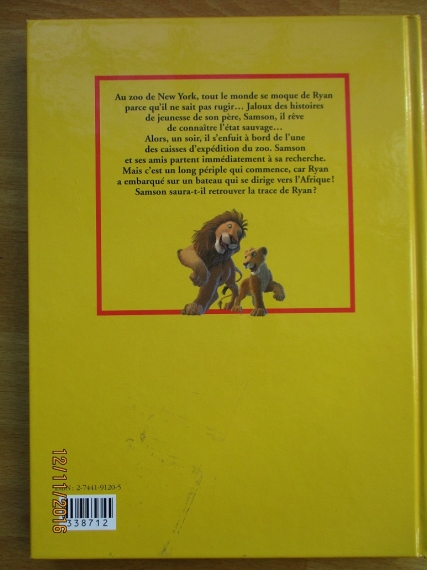 Au zoo de New York, tout le monde se moque de Ryan
parce qu'il ne sait pas rugir… Jaloux des histoires
de jeunesse de son père, Samson, il rêve
de connaître l'état sauvage…
Alors, un soir, il s'enfuit à bord de l'une
des caisses d'expédition du zoo. Samson
et ses amis partent immédiatement à sa recherche.
Mais c'est un long périple qui commence, car Ryan
a embarqué sur un bateau qui se dirige vers l'Afrique !
Samson saura-t-il retrouver la trace de Ryan ?
: 2-7441-9120-5
338712
12/11/2016